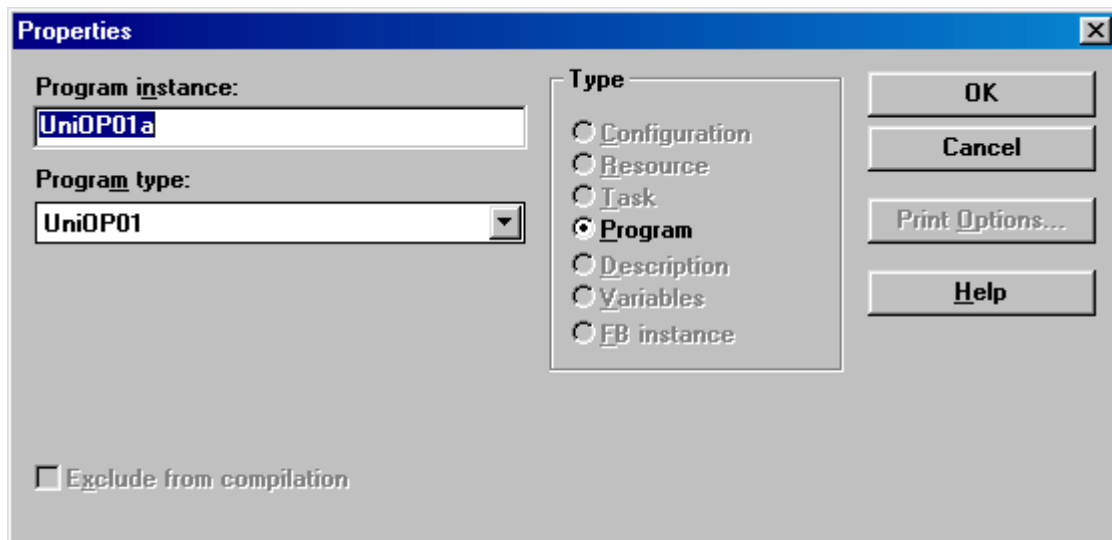 Properties
Program instance:
UniOP01a
Program type:
UniOP01
Type
Configuration
Resource
Task
Program
Description
Variables
FB instance
OK
Cancel
Print Options...
Help
Exclude from compilation